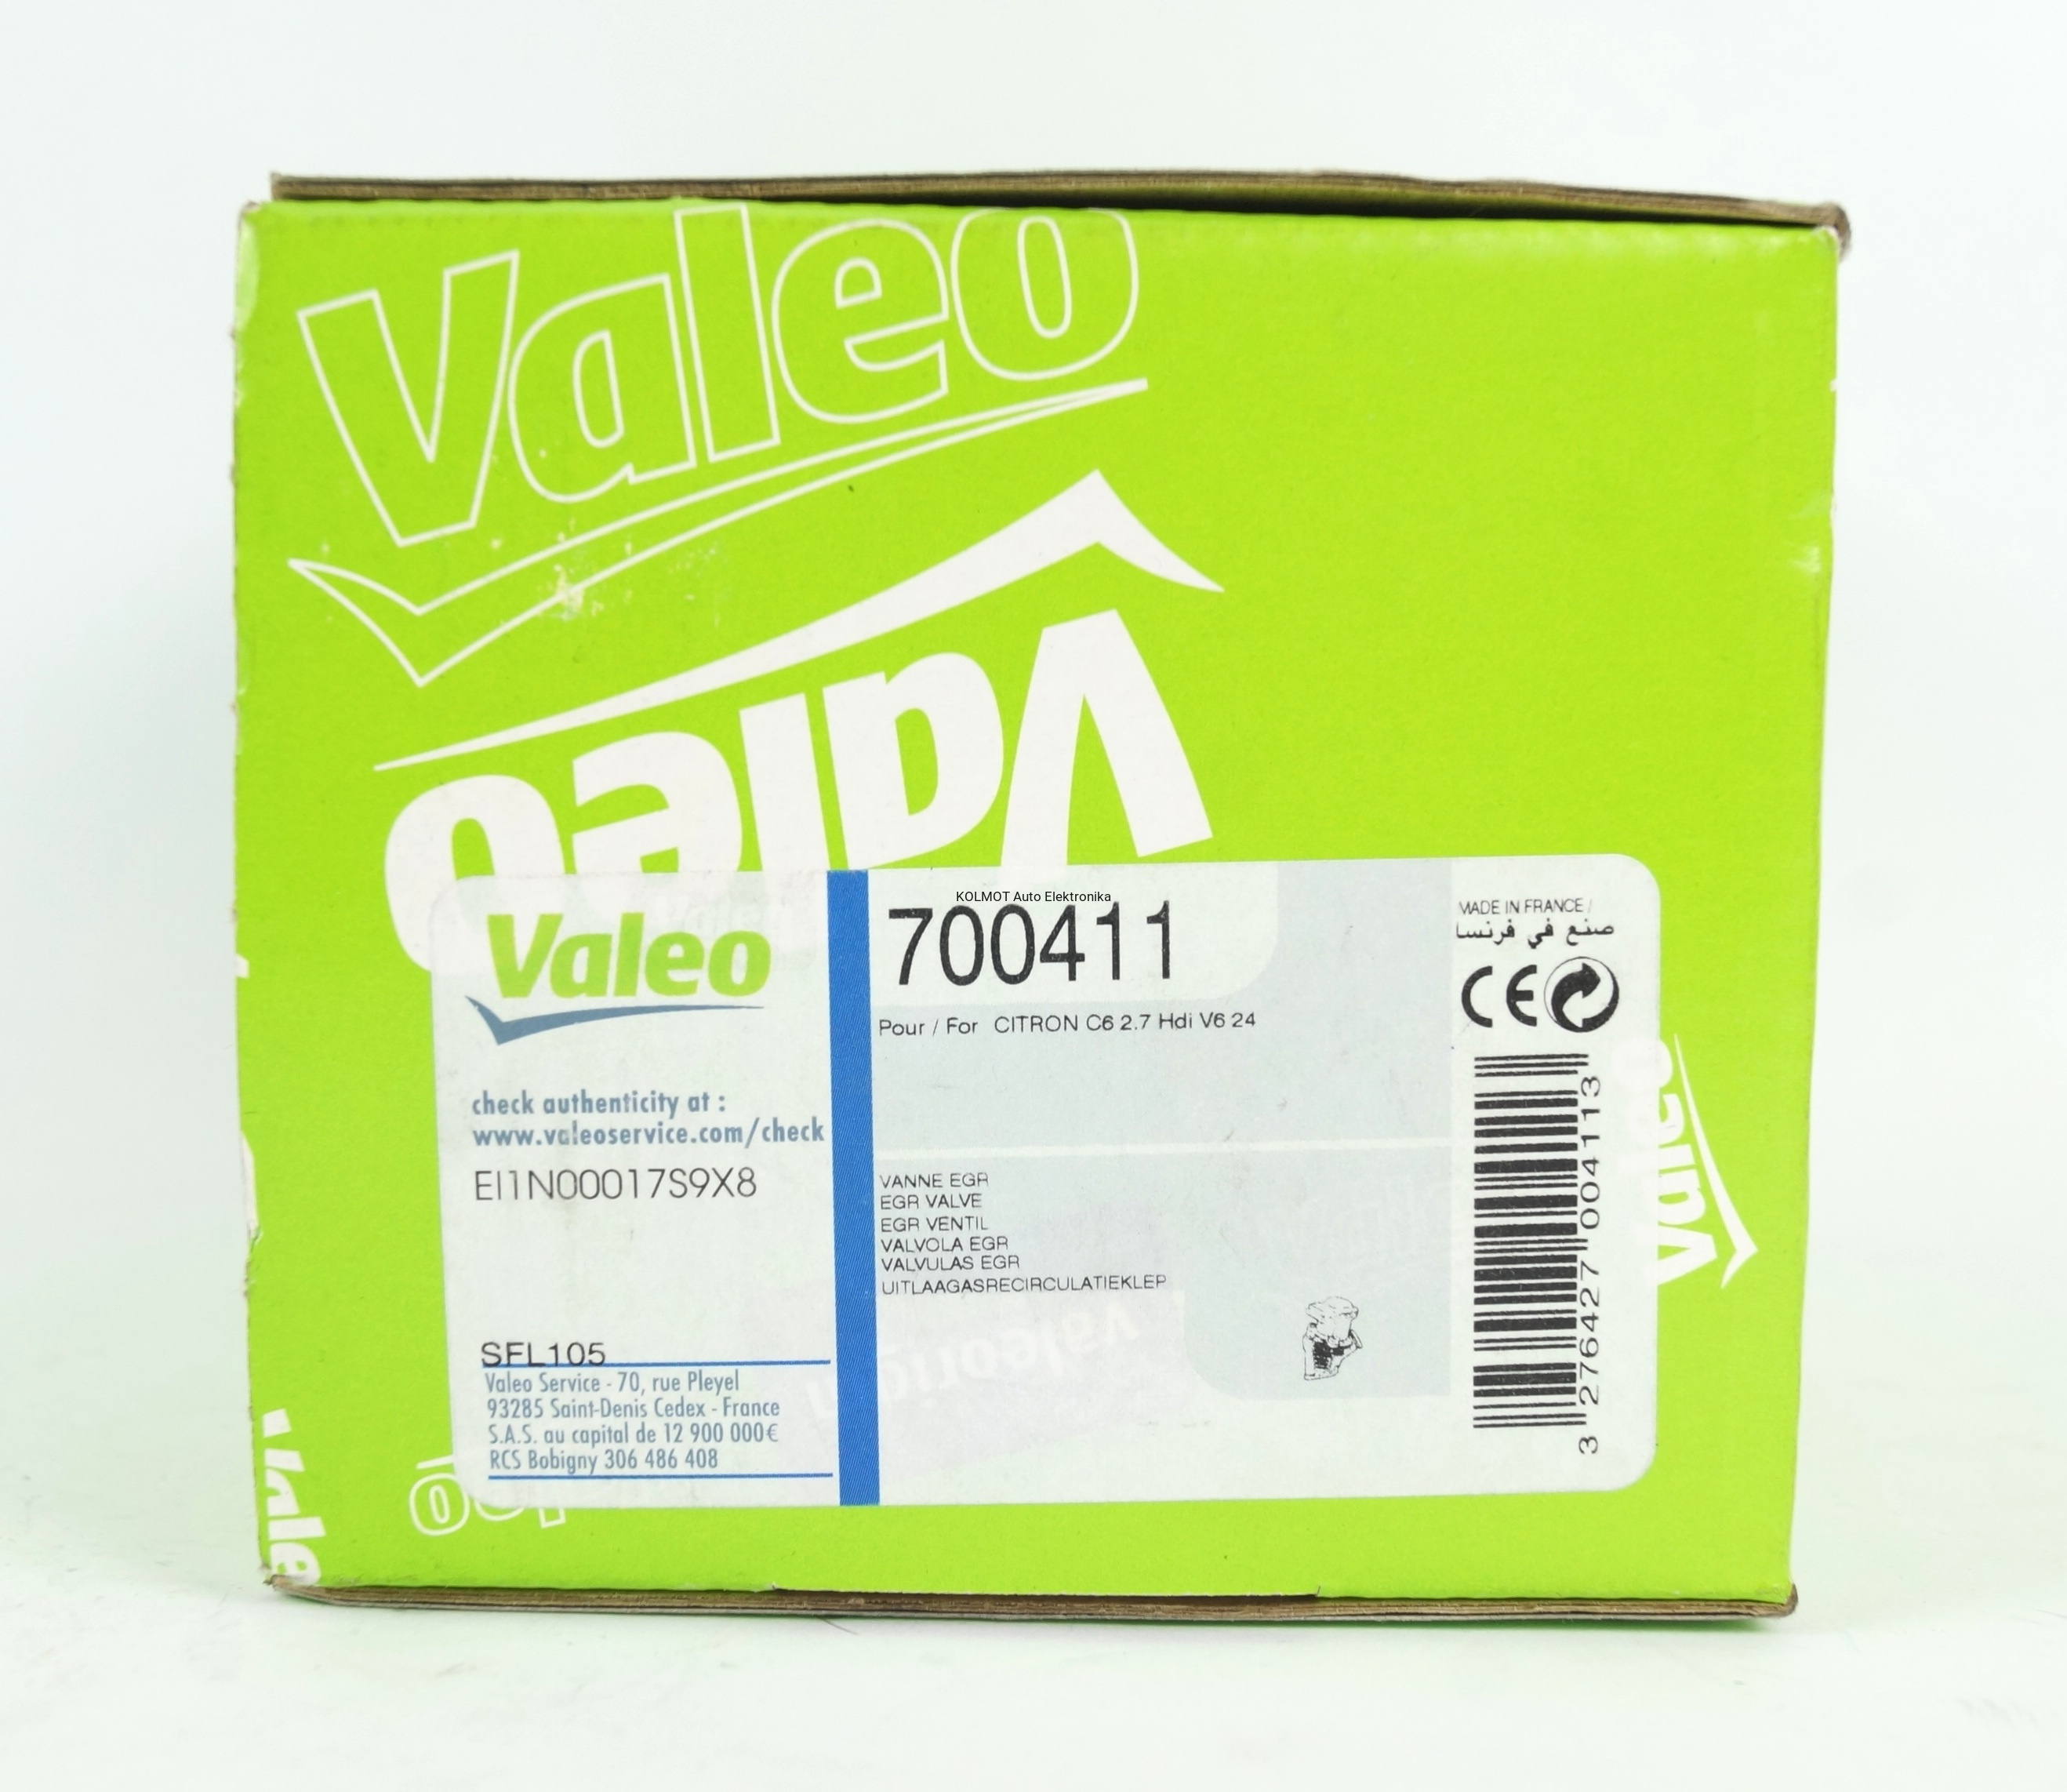 Valeo
Valeo
Valeo
check authenticity at :
www.valeoservice.com/check
EI1N00017S9X8
SFL105
Valeo Service - 70, rue Pleyel
93285 Saint-Denis Cedex - France
S.A.S. au capital de 12 900 000€
RCS Bobigny 306 486 408
KOLMOT Auto Elektronika
700411
Pour / For CITRON C6 2.7 Hdi V6 24
VANNE EGR
EGR VALVE
EGR VENTIL
VALVOLA EGR
VALVULAS EGR
UITLAAGASRECIRCULATIEKLEP
MADE IN FRANCE /
صنع في فرنسا
CE
3 276427 004113
Valeo
Vale